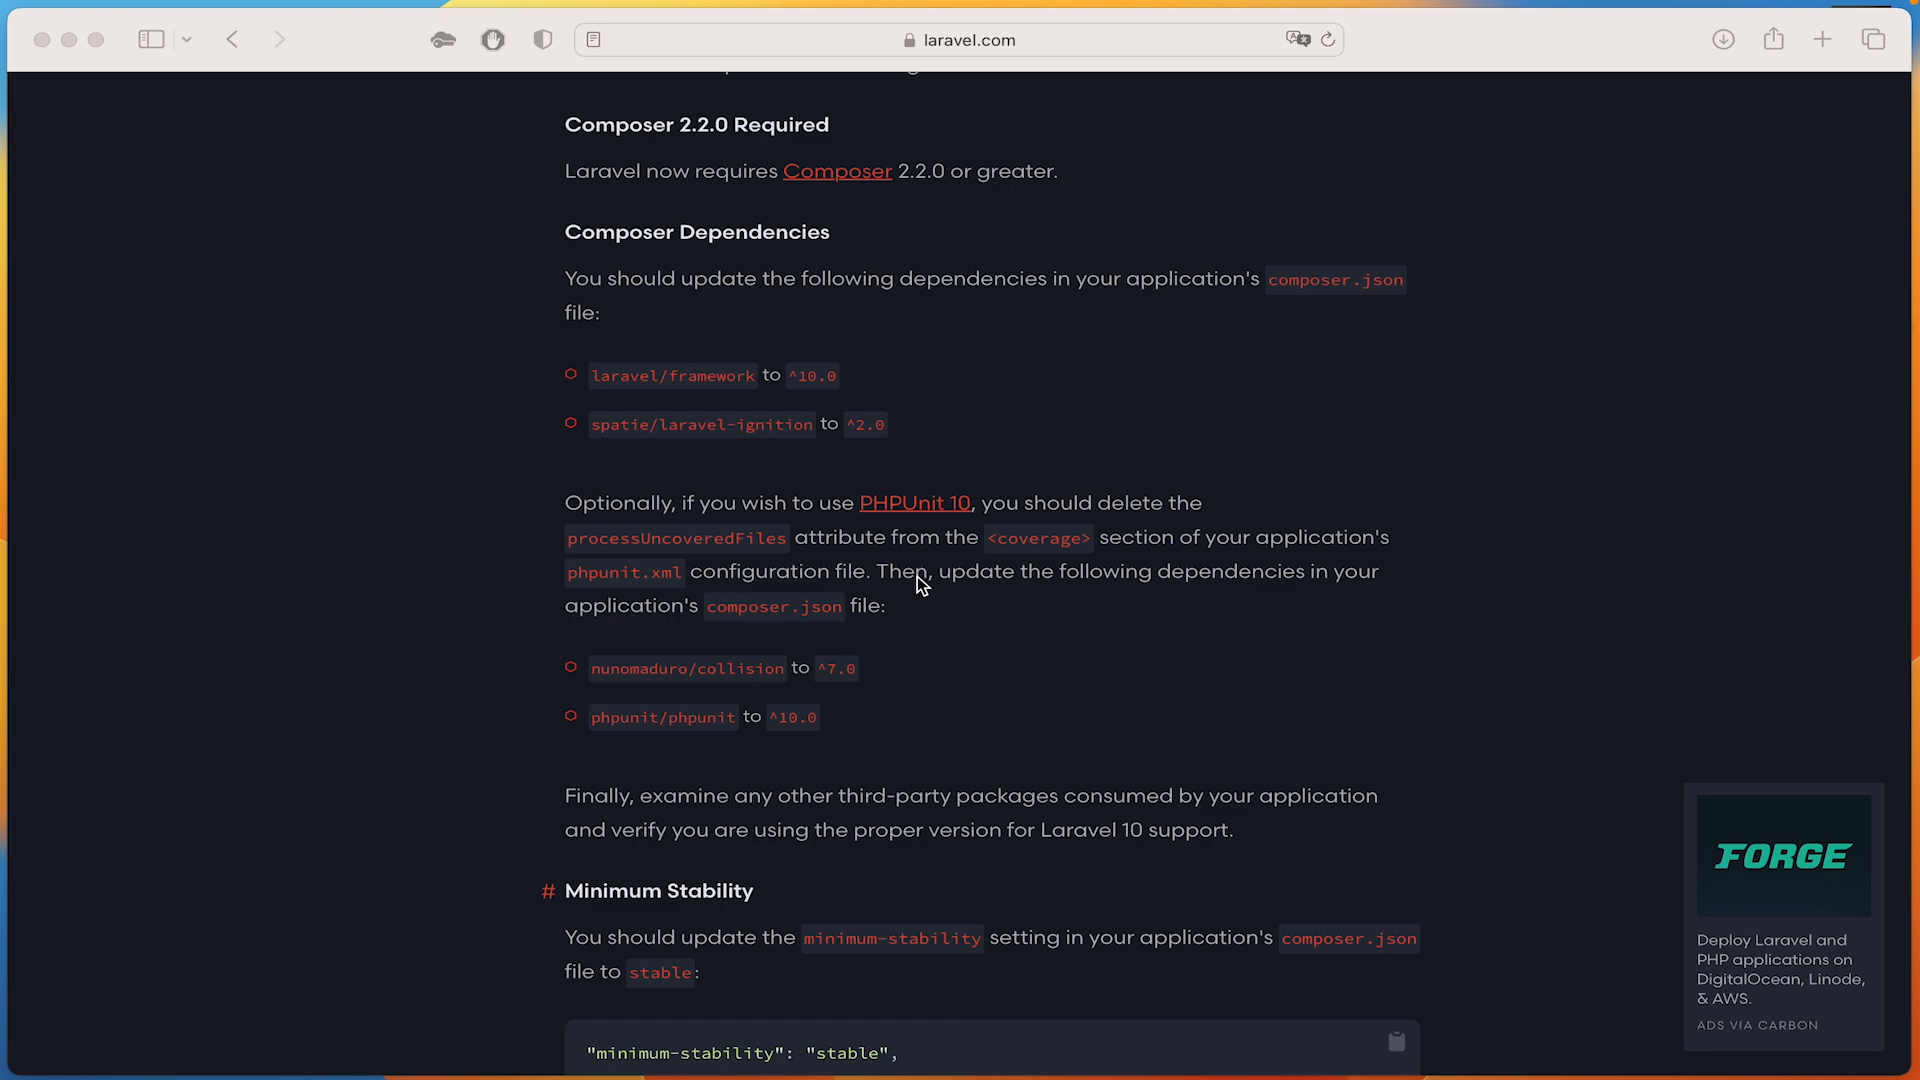 laravel.com
Composer 2.2.0 Required
Laravel now requires Composer 2.2.0 or greater.
Composer Dependencies
You should update the following dependencies in your application's composer.json
file:
laravel/framework to ^10.0
spatie/laravel-ignition to ^2.0
Optionally, if you wish to use PHPUnit 10, you should delete the
processUncoveredFiles attribute from the <coverage> section of your application's
phpunit.xml configuration file. Then, update the following dependencies in your
application's composer.json file:
nunomaduro/collision to ^7.0
phpunit/phpunit to ^10.0
Finally, examine any other third-party packages consumed by your application
and verify you are using the proper version for Laravel 10 support.
# Minimum Stability
You should update the minimum-stability setting in your application's composer.json
file to stable:
"minimum-stability": "stable",
FORGE
Deploy Laravel and
PHP applications on
DigitalOcean, Linode,
& AWS.
ADS VIA CARBON